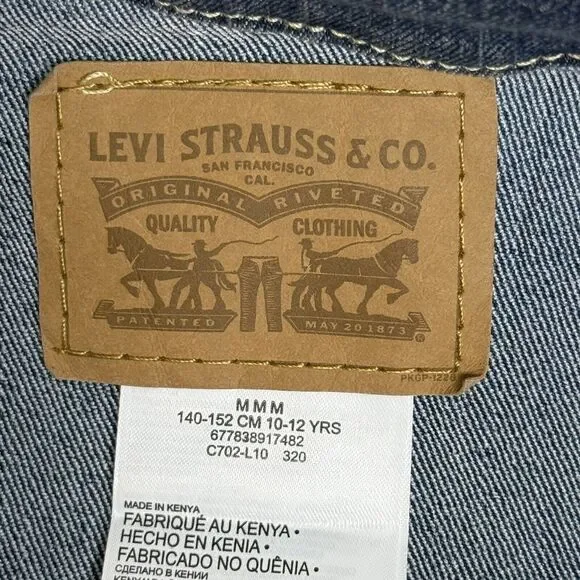 LEVI STRAUSS & CO.
SAN FRANCISCO
CAL.
ORIGINAL RIVETED
QUALITY CLOTHING
PATENTED MAY 20 1873 ®
PKGP-1226
M M M
140-152 CM 10-12 YRS
677838917482
C702-L10 320
MADE IN KENYA
FABRIQUÉ AU KENYA •
HECHO EN KENIA •
FABRICADO NO QUÊNIA •
СДЕЛАНО В КЕНИИ